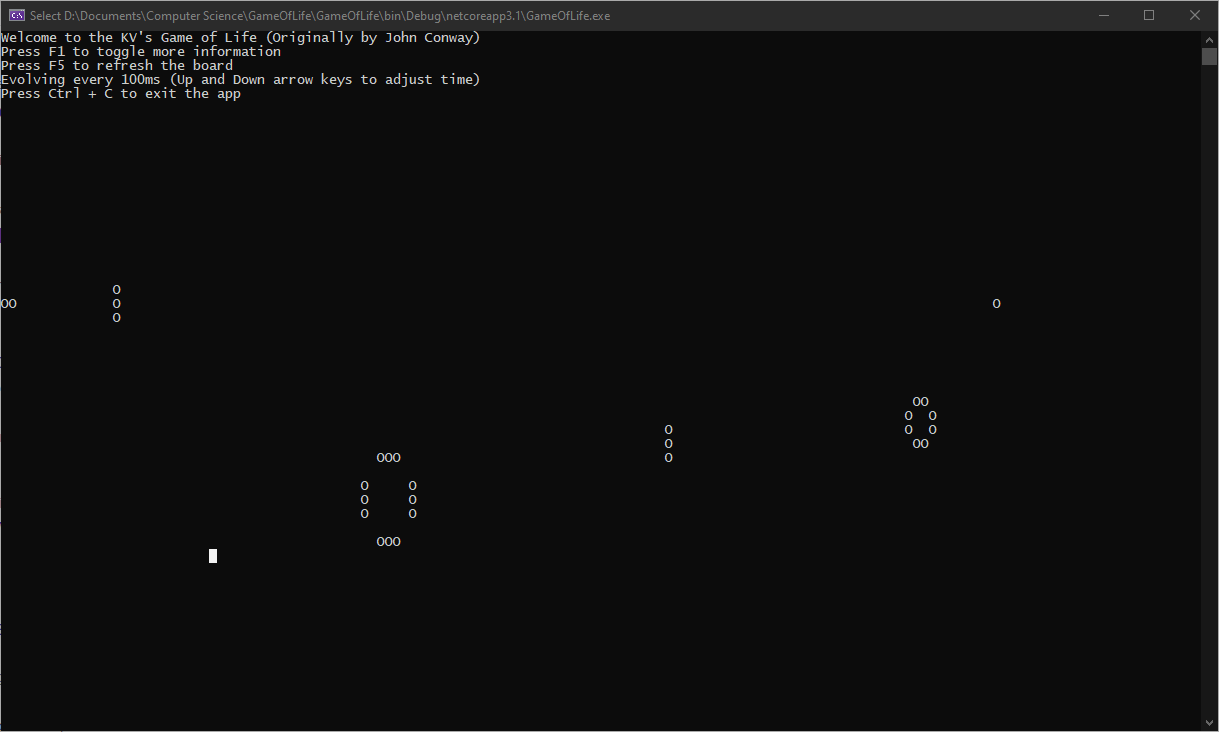 Select D:\Documents\Computer Science\GameOfLife\GameOfLife\bin\Debug\netcoreapp3.1\GameOfLife.exe
Welcome to the KV's Game of Life (Originally by John Conway)
Press F1 to toggle more information
Press F5 to refresh the board
Evolving every 100ms (Up and Down arrow keys to adjust time)
Press Ctrl + C to exit the app
O
OO O O
O
OO
O O
O O O
O OO
OOO O
O O
O O
O O
OOO